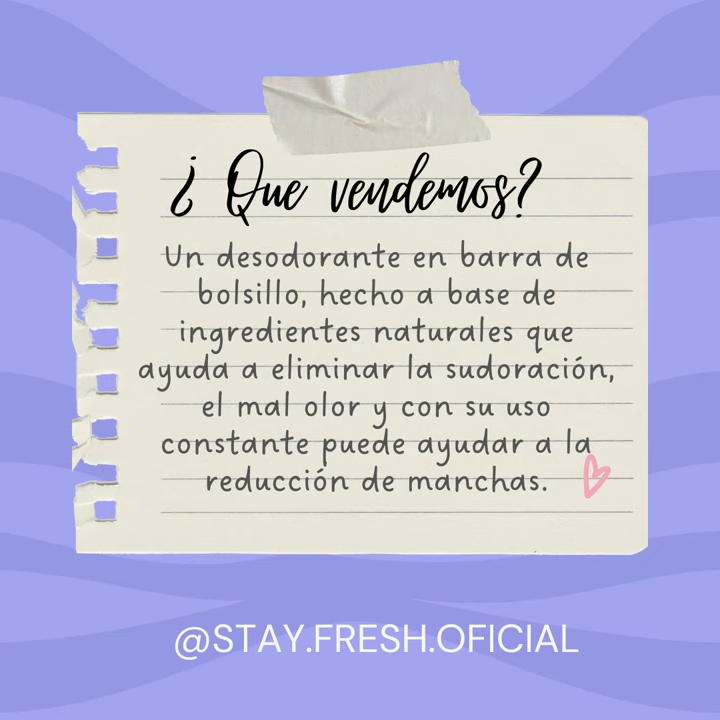 ¿ Que vendemos?
Un desodorante en barra de
bolsillo, hecho a base de
ingredientes naturales que
ayuda a eliminar la sudoración,
el mal olor y con su uso
constante puede ayudar a la
reducción de manchas.
@STAY.FRESH.OFICIAL